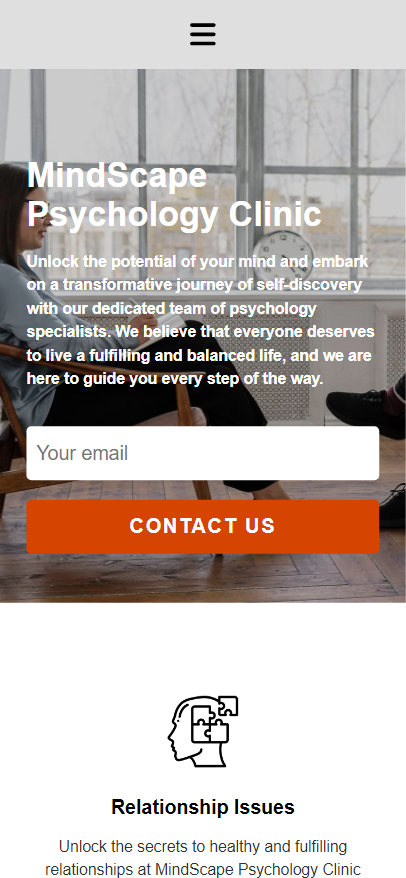 MindScape
Psychology Clinic
Unlock the potential of your mind and embark
on a transformative journey of self-discovery
with our dedicated team of psychology
specialists. We believe that everyone deserves
to live a fulfilling and balanced life, and we are
here to guide you every step of the way.
Your email
CONTACT US
Relationship Issues
Unlock the secrets to healthy and fulfilling
relationships at MindScape Psychology Clinic